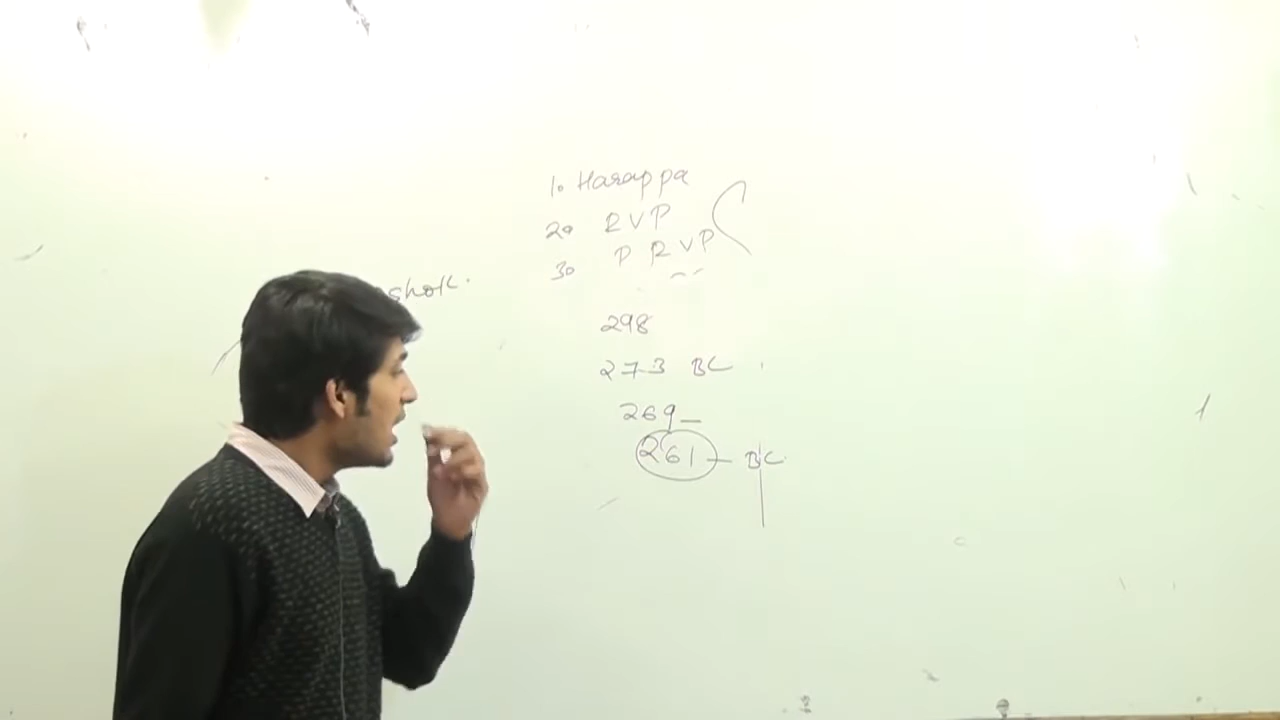 1. Harappa
2. RVP
3. P RVP
shok.
298
273 BC
269 —
261 — BC